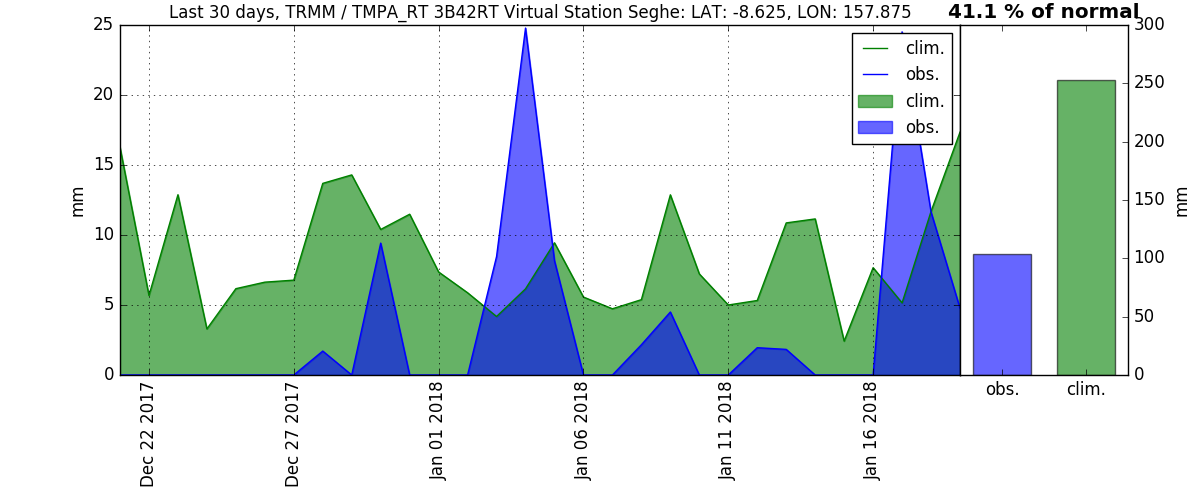 Last 30 days, TRMM / TMPA_RT 3B42RT Virtual Station Seghe: LAT: -8.625, LON: 157.875
41.1 % of normal
25
20
15
10
5
0
mm
clim.
obs.
clim.
obs.
Dec 22 2017
Dec 27 2017
Jan 01 2018
Jan 06 2018
Jan 11 2018
Jan 16 2018
300
250
200
150
100
50
0
mm
obs.
clim.